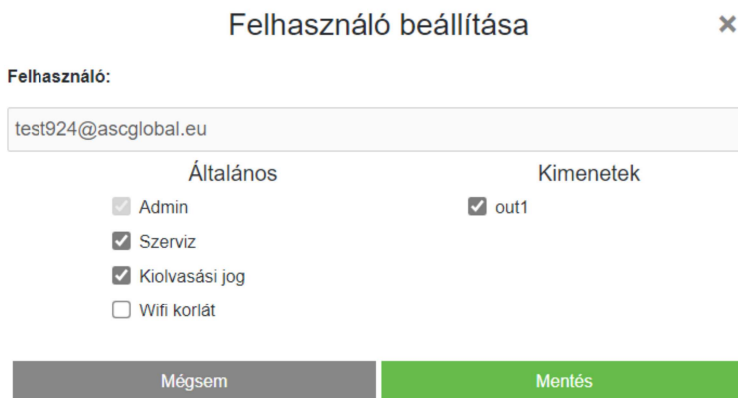 Felhasználó beállítása
Felhasználó:
test924@ascglobal.eu
Általános
Admin
Szerviz
Kiolvasási jog
Wifi korlát
Kimenetek
out1
Mégsem
Mentés